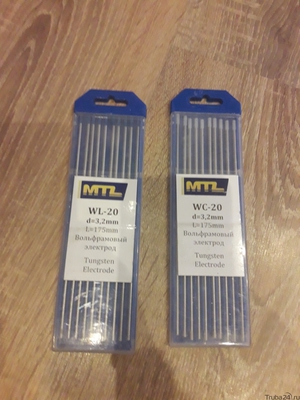 MTL
WL-20
d=3,2mm
L=175mm
Вольфрамовый
электрод
Tungsten
Electrode
MTL
WC-20
d=3,2mm
L=175mm
Вольфрамовый
электрод
Tungsten
Electrode
Truba24.ru